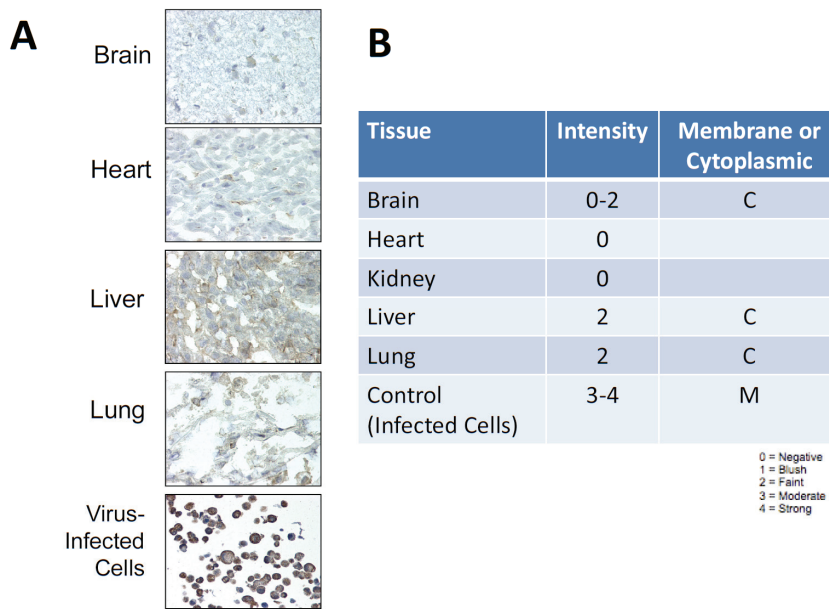 A
Brain
Heart
Liver
Lung
Virus-
Infected
Cells
B
Tissue Intensity Membrane or
Cytoplasmic
Brain 0-2 C
Heart 0
Kidney 0
Liver 2 C
Lung 2 C
Control 3-4 M
(Infected Cells)
0 = Negative
1 = Blush
2 = Faint
3 = Moderate
4 = Strong